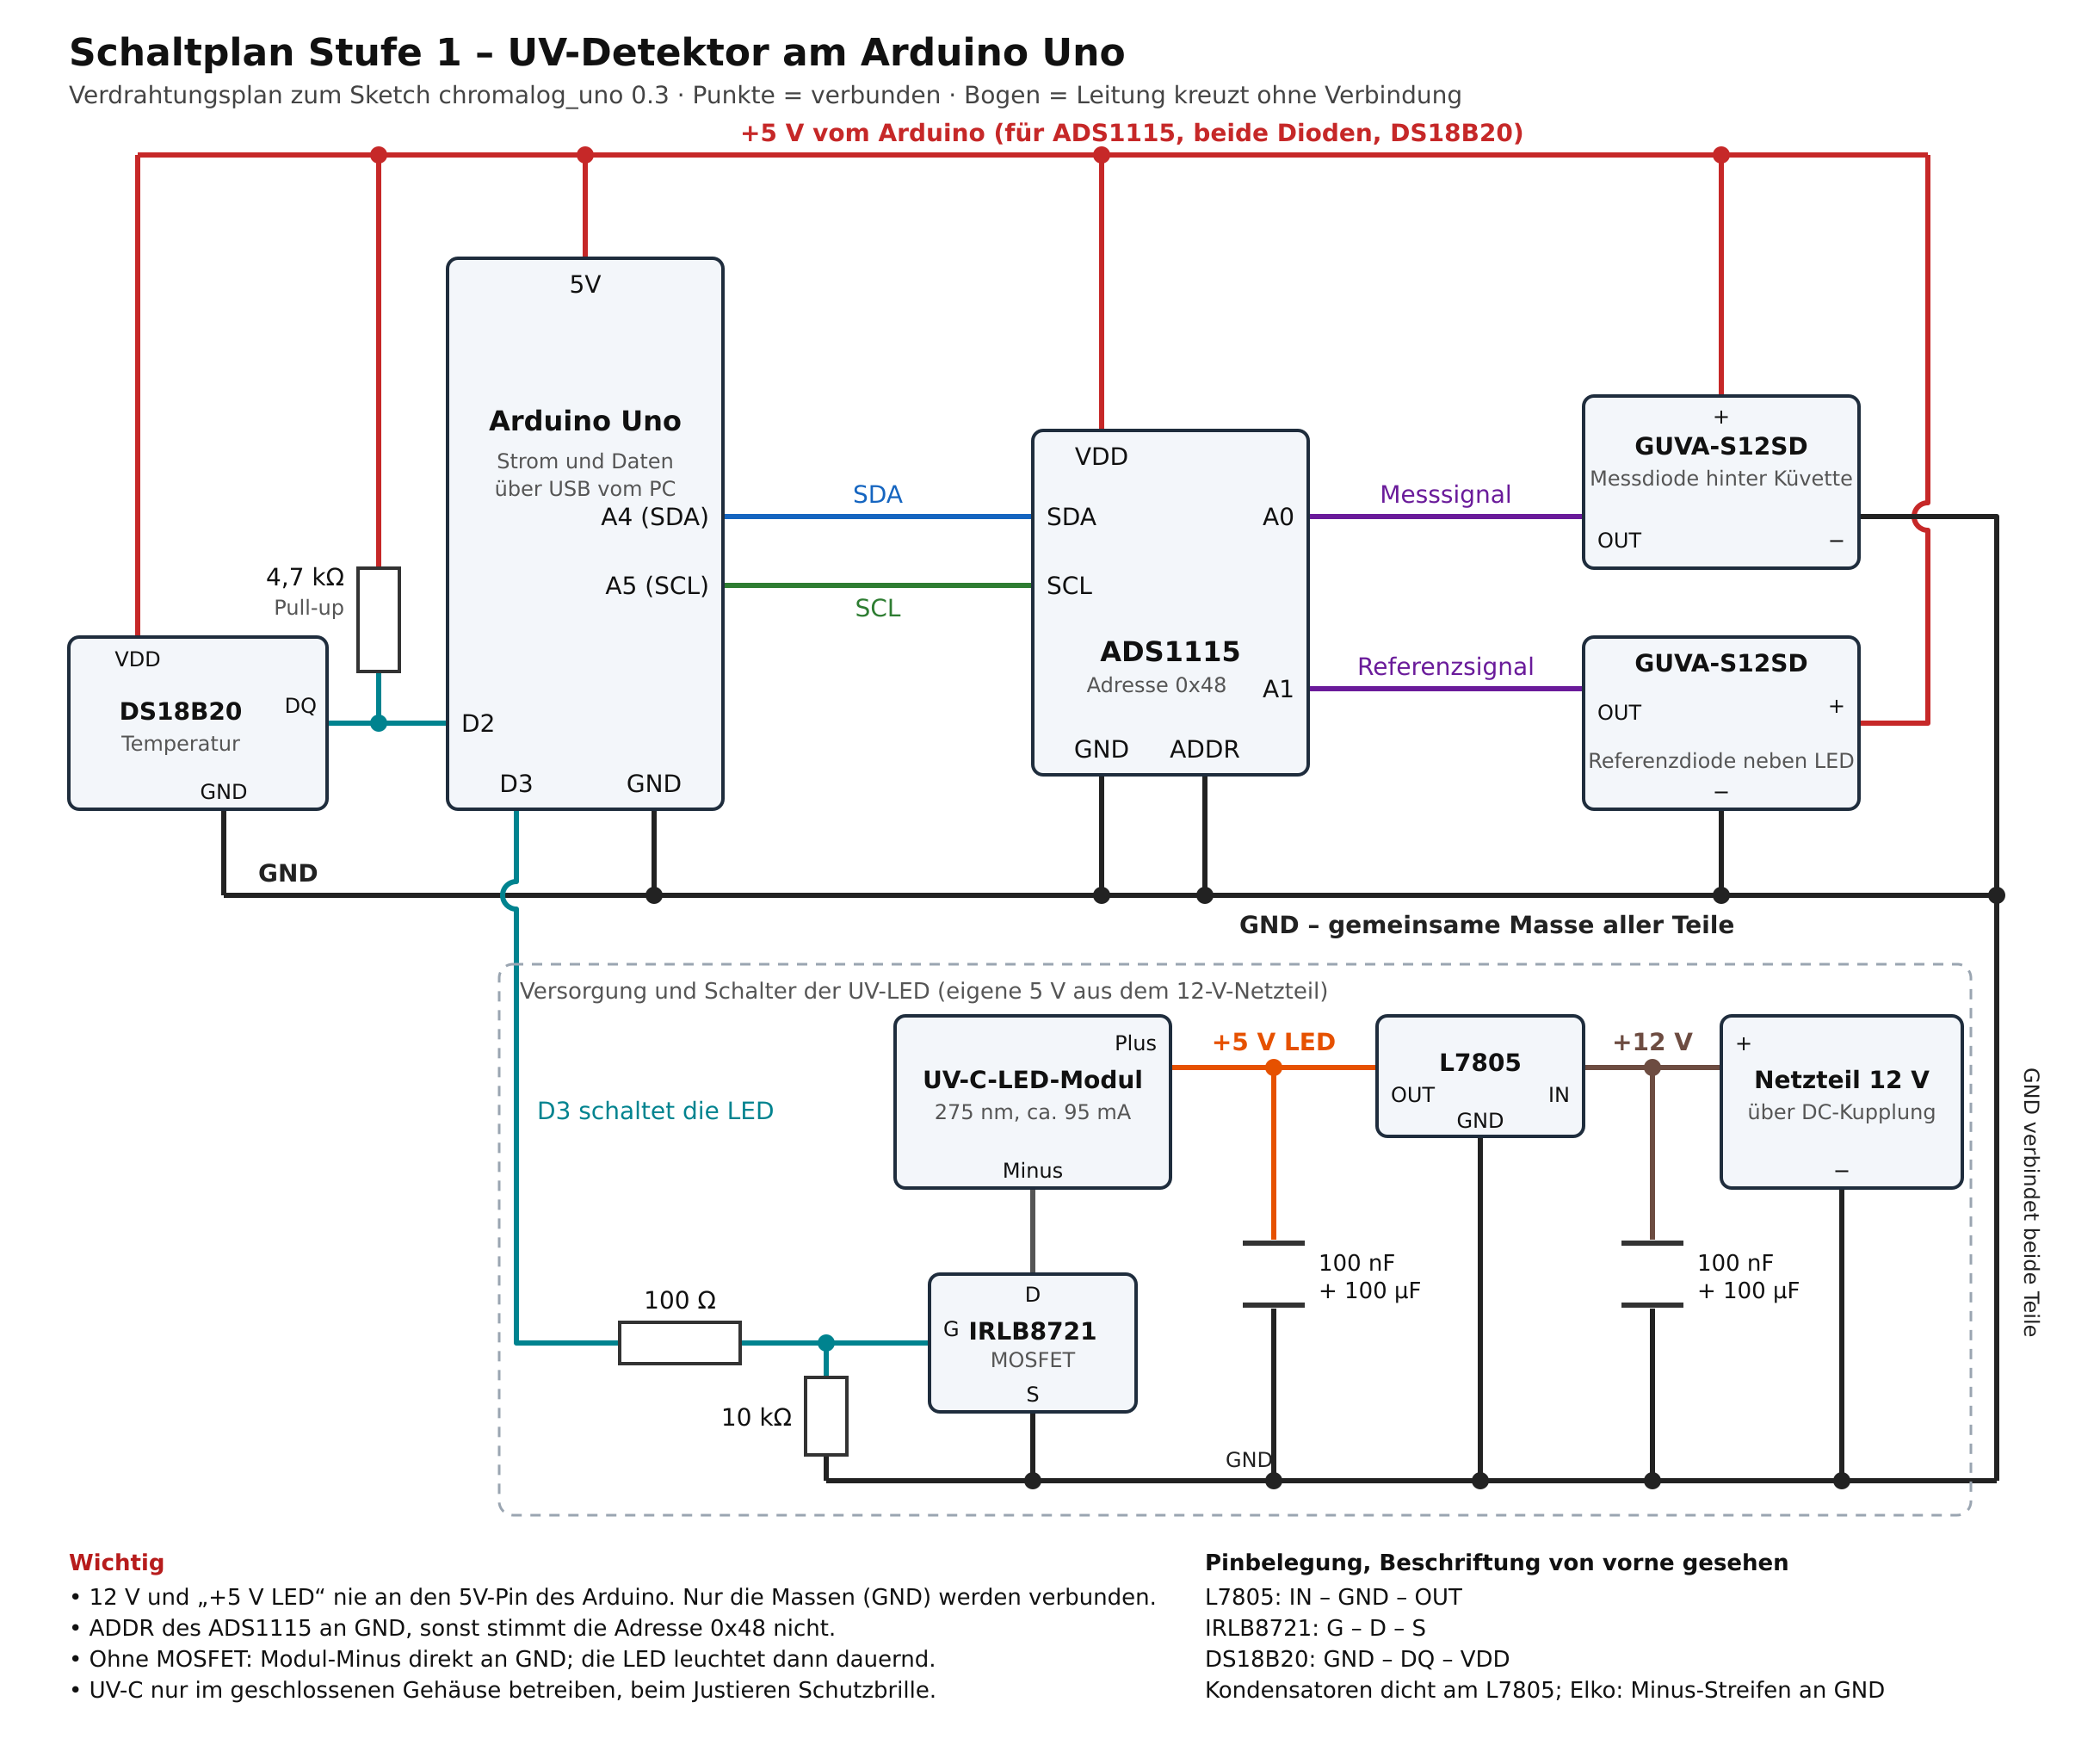 Schaltplan Stufe 1 – UV-Detektor am Arduino Uno
Verdrahtungsplan zum Sketch chromalog_uno 0.3 · Punkte = verbunden · Bogen = Leitung kreuzt ohne Verbindung
+5 V vom Arduino (für ADS1115, beide Dioden, DS18B20)
5V
Arduino Uno
Strom und Daten
über USB vom PC
A4 (SDA)
A5 (SCL)
D2
D3
GND
SDA
SCL
4,7 kΩ
Pull-up
VDD
DS18B20
DQ
Temperatur
GND
VDD
SDA
A0
SCL
ADS1115
Adresse 0x48
A1
GND
ADDR
Messsignal
Referenzsignal
+
GUVA-S12SD
Messdiode hinter Küvette
OUT
−
GUVA-S12SD
OUT
+
Referenzdiode neben LED
−
GND
GND – gemeinsame Masse aller Teile
Versorgung und Schalter der UV-LED (eigene 5 V aus dem 12-V-Netzteil)
D3 schaltet die LED
Plus
UV-C-LED-Modul
275 nm, ca. 95 mA
Minus
+5 V LED
L7805
OUT
IN
GND
+12 V
+
Netzteil 12 V
über DC-Kupplung
−
GND verbindet beide Teile
100 Ω
10 kΩ
D
G
IRLB8721
MOSFET
S
100 nF
+ 100 µF
100 nF
+ 100 µF
GND
Wichtig
• 12 V und „+5 V LED“ nie an den 5V-Pin des Arduino. Nur die Massen (GND) werden verbunden.
• ADDR des ADS1115 an GND, sonst stimmt die Adresse 0x48 nicht.
• Ohne MOSFET: Modul-Minus direkt an GND; die LED leuchtet dann dauernd.
• UV-C nur im geschlossenen Gehäuse betreiben, beim Justieren Schutzbrille.
Pinbelegung, Beschriftung von vorne gesehen
L7805: IN – GND – OUT
IRLB8721: G – D – S
DS18B20: GND – DQ – VDD
Kondensatoren dicht am L7805; Elko: Minus-Streifen an GND